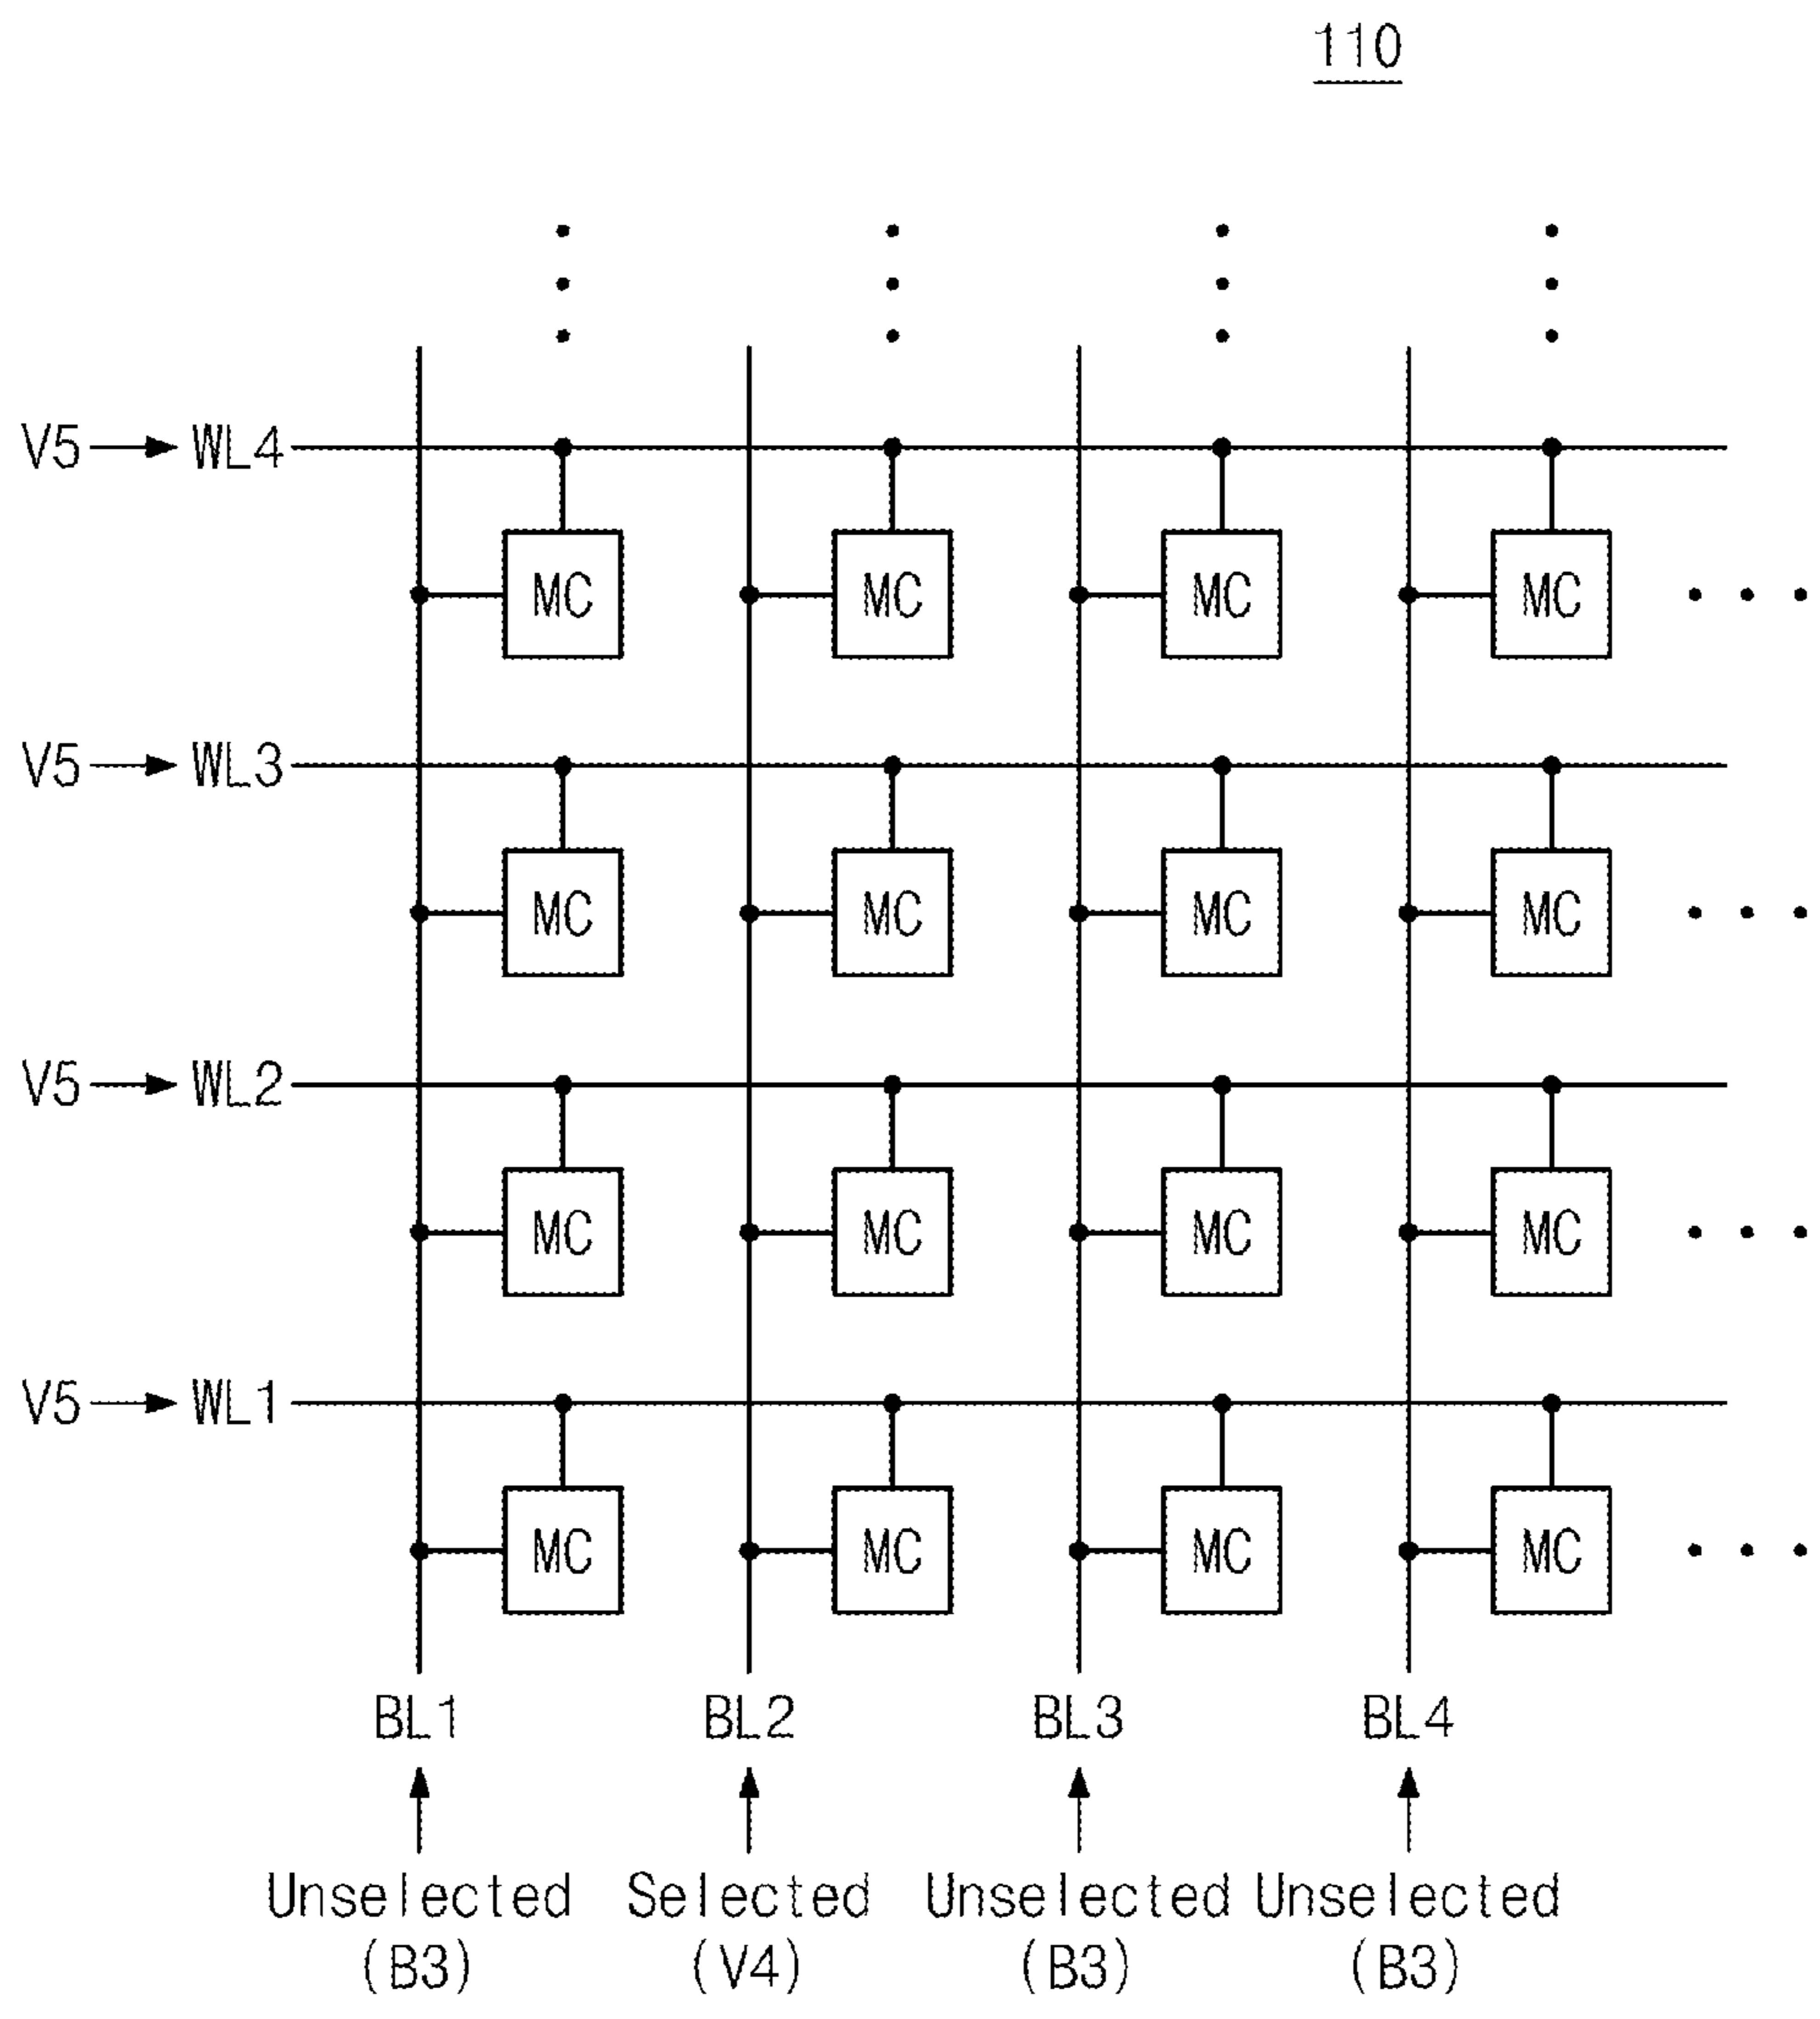 110
V5 WL4
MC MC MC MC
V5 WL3
MC MC MC MC
V5 WL2
MC MC MC MC
V5 WL1
MC MC MC MC
BL1 BL2 BL3 BL4
Unselected Selected Unselected Unselected
(B3) (V4) (B3) (B3)